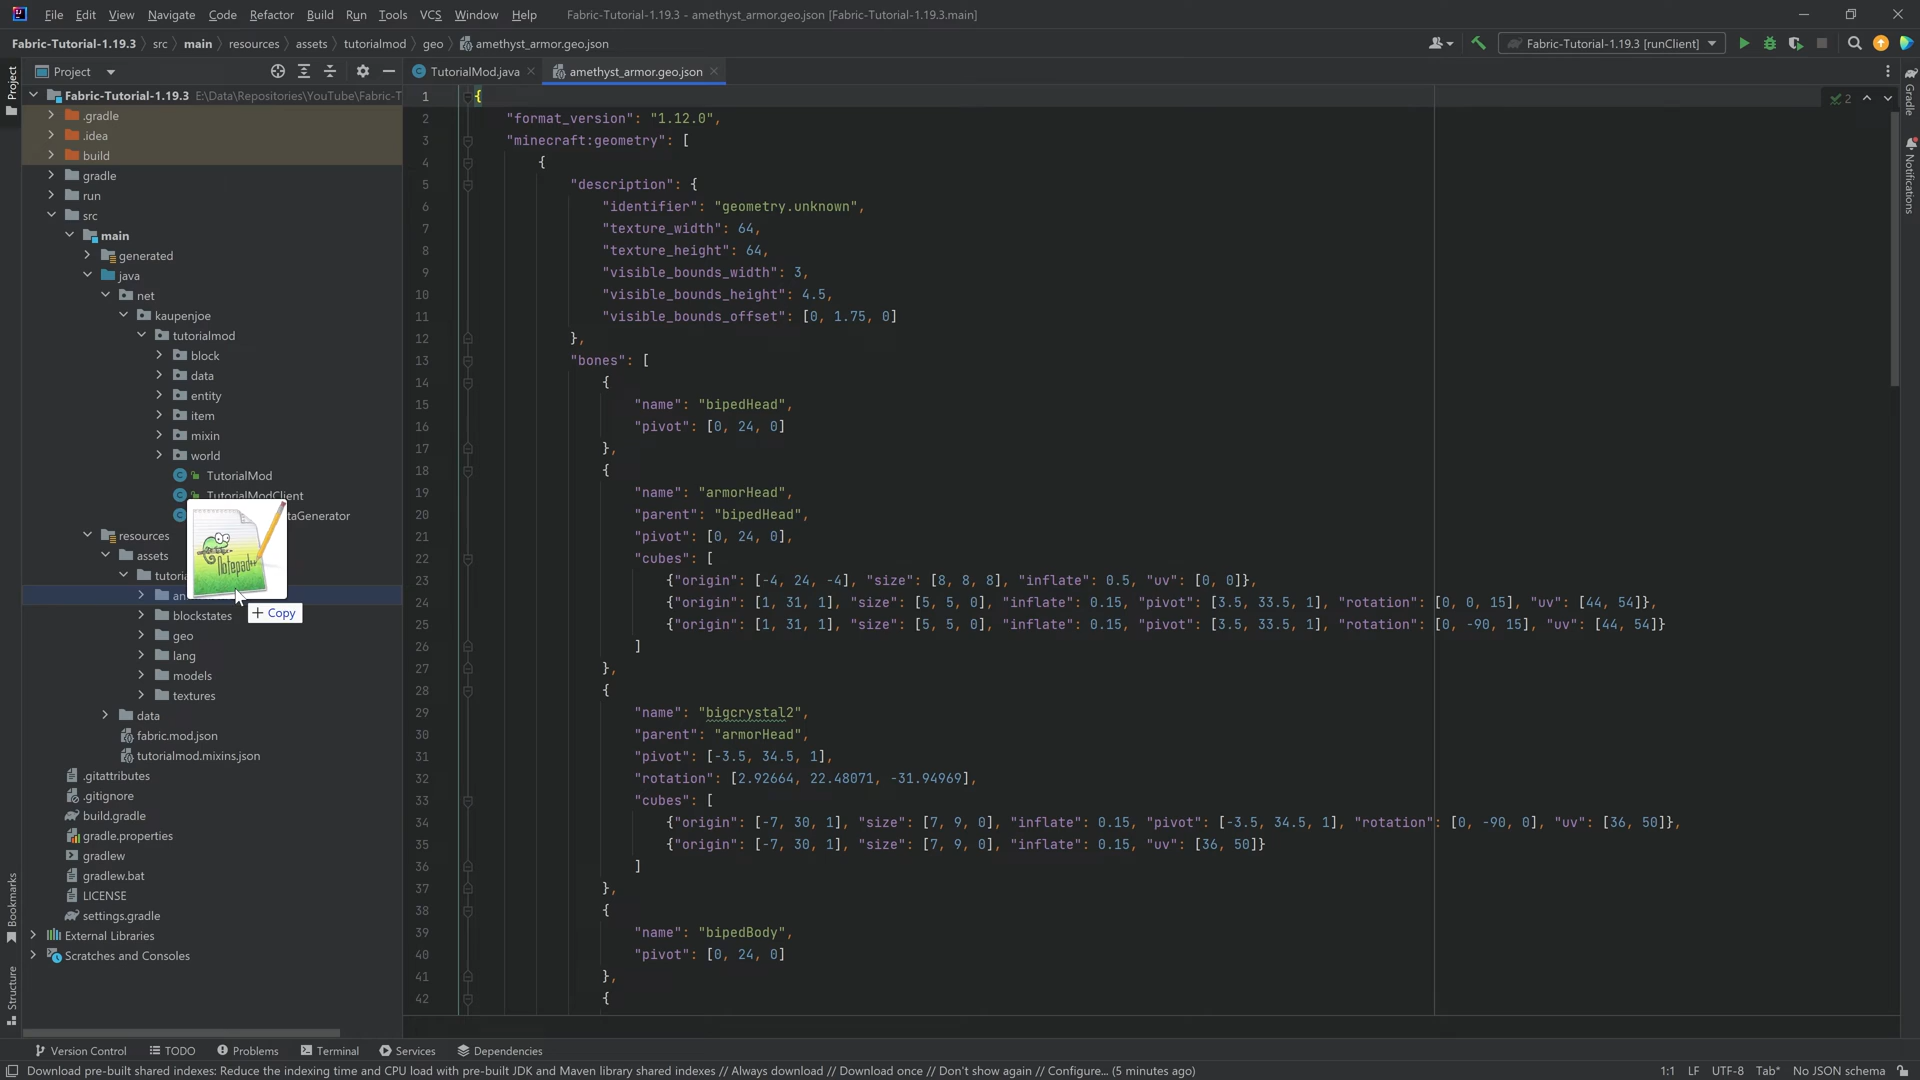 File Edit View Navigate Code Refactor Build Run Tools VCS Window Help Fabric-Tutorial-1.19.3 - amethyst_armor.geo.json [Fabric-Tutorial-1.19.3.main]
Fabric-Tutorial-1.19.3 src main resources assets tutorialmod geo amethyst_armor.geo.json Fabric-Tutorial-1.19.3 [runClient]
Project TutorialMod.java amethyst_armor.geo.json
Project
Fabric-Tutorial-1.19.3 E:\Data\Repositories\YouTube\Fabric-T
.gradle
.idea
build
gradle
run
src
main
generated
java
net
kaupenjoe
tutorialmod
block
data
entity
item
mixin
world
TutorialMod
TutorialModClient
taGenerator
resources
assets
tutoria
an
blockstates
geo
lang
models
textures
data
fabric.mod.json
tutorialmod.mixins.json
.gitattributes
.gitignore
build.gradle
gradle.properties
gradlew
gradlew.bat
LICENSE
settings.gradle
External Libraries
Scratches and Consoles
Notepad++
+ Copy
Bookmarks
Structure
Gradle
Notifications
2
1 {
2 "format_version": "1.12.0",
3 "minecraft:geometry": [
4 {
5 "description": {
6 "identifier": "geometry.unknown",
7 "texture_width": 64,
8 "texture_height": 64,
9 "visible_bounds_width": 3,
10 "visible_bounds_height": 4.5,
11 "visible_bounds_offset": [0, 1.75, 0]
12 },
13 "bones": [
14 {
15 "name": "bipedHead",
16 "pivot": [0, 24, 0]
17 },
18 {
19 "name": "armorHead",
20 "parent": "bipedHead",
21 "pivot": [0, 24, 0],
22 "cubes": [
23 {"origin": [-4, 24, -4], "size": [8, 8, 8], "inflate": 0.5, "uv": [0, 0]},
24 {"origin": [1, 31, 1], "size": [5, 5, 0], "inflate": 0.15, "pivot": [3.5, 33.5, 1], "rotation": [0, 0, 15], "uv": [44, 54]},
25 {"origin": [1, 31, 1], "size": [5, 5, 0], "inflate": 0.15, "pivot": [3.5, 33.5, 1], "rotation": [0, -90, 15], "uv": [44, 54]}
26 ]
27 },
28 {
29 "name": "bigcrystal2",
30 "parent": "armorHead",
31 "pivot": [-3.5, 34.5, 1],
32 "rotation": [2.92664, 22.48071, -31.94969],
33 "cubes": [
34 {"origin": [-7, 30, 1], "size": [7, 9, 0], "inflate": 0.15, "pivot": [-3.5, 34.5, 1], "rotation": [0, -90, 0], "uv": [36, 50]},
35 {"origin": [-7, 30, 1], "size": [7, 9, 0], "inflate": 0.15, "uv": [36, 50]}
36 ]
37 },
38 {
39 "name": "bipedBody",
40 "pivot": [0, 24, 0]
41 },
42 {
Version Control TODO Problems Terminal Services Dependencies
Download pre-built shared indexes: Reduce the indexing time and CPU load with pre-built JDK and Maven library shared indexes // Always download // Download once // Don't show again // Configure... (5 minutes ago) 1:1 LF UTF-8 Tab* No JSON schema